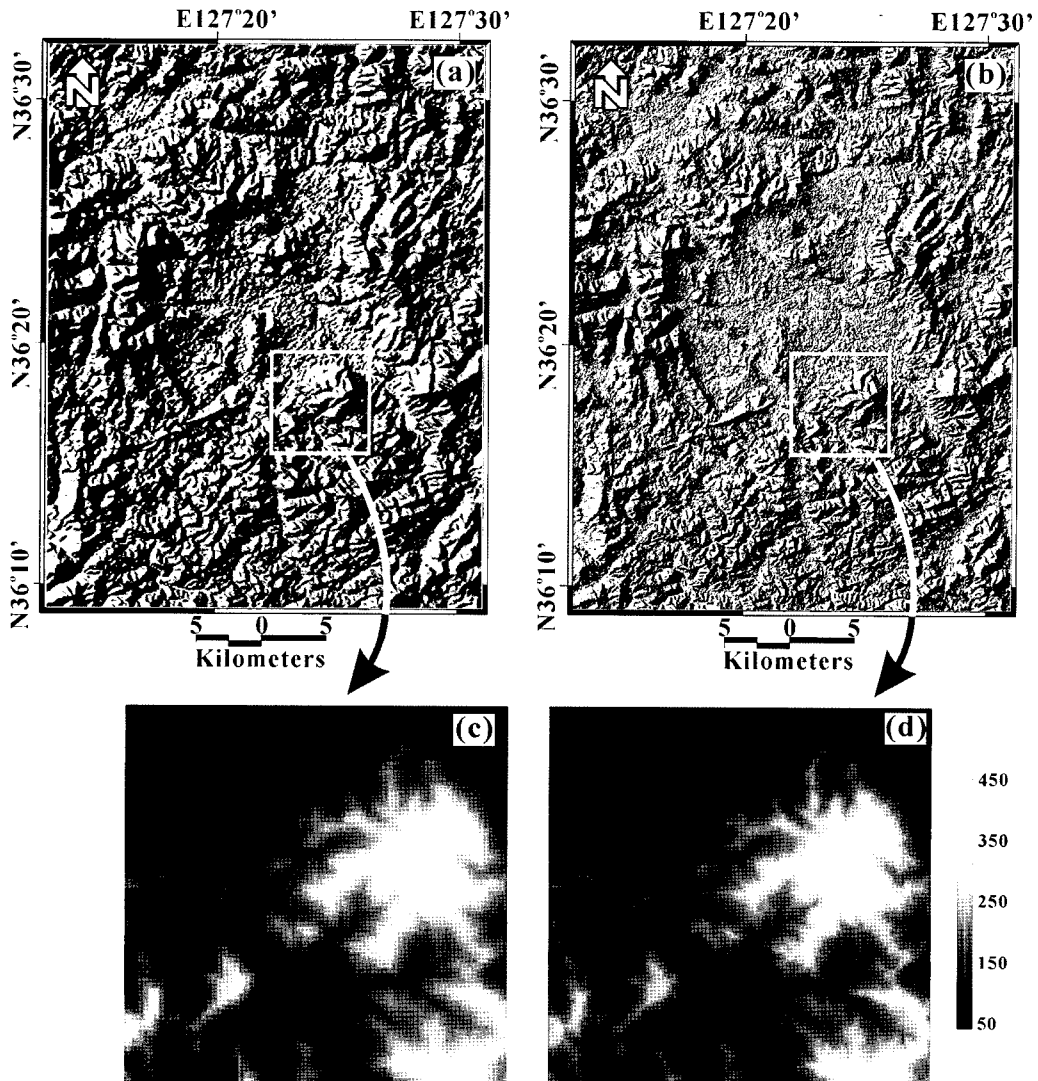 E127°20' E127°30' E127°20' E127°30'
(a) (b)
N N
N36°30' N36°30'
N36°20' N36°20'
N36°10' N36°10'
5 0 5 5 0 5
Kilometers Kilometers
(c) (d)
450
350
250
150
50